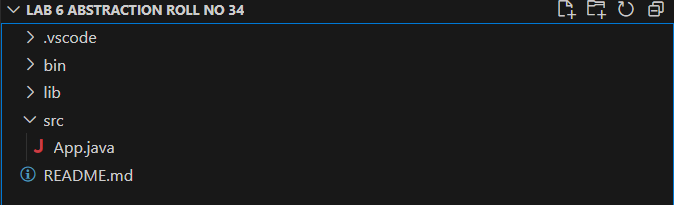 LAB 6 ABSTRACTION ROLL NO 34
.vscode
bin
lib
src
J App.java
README.md